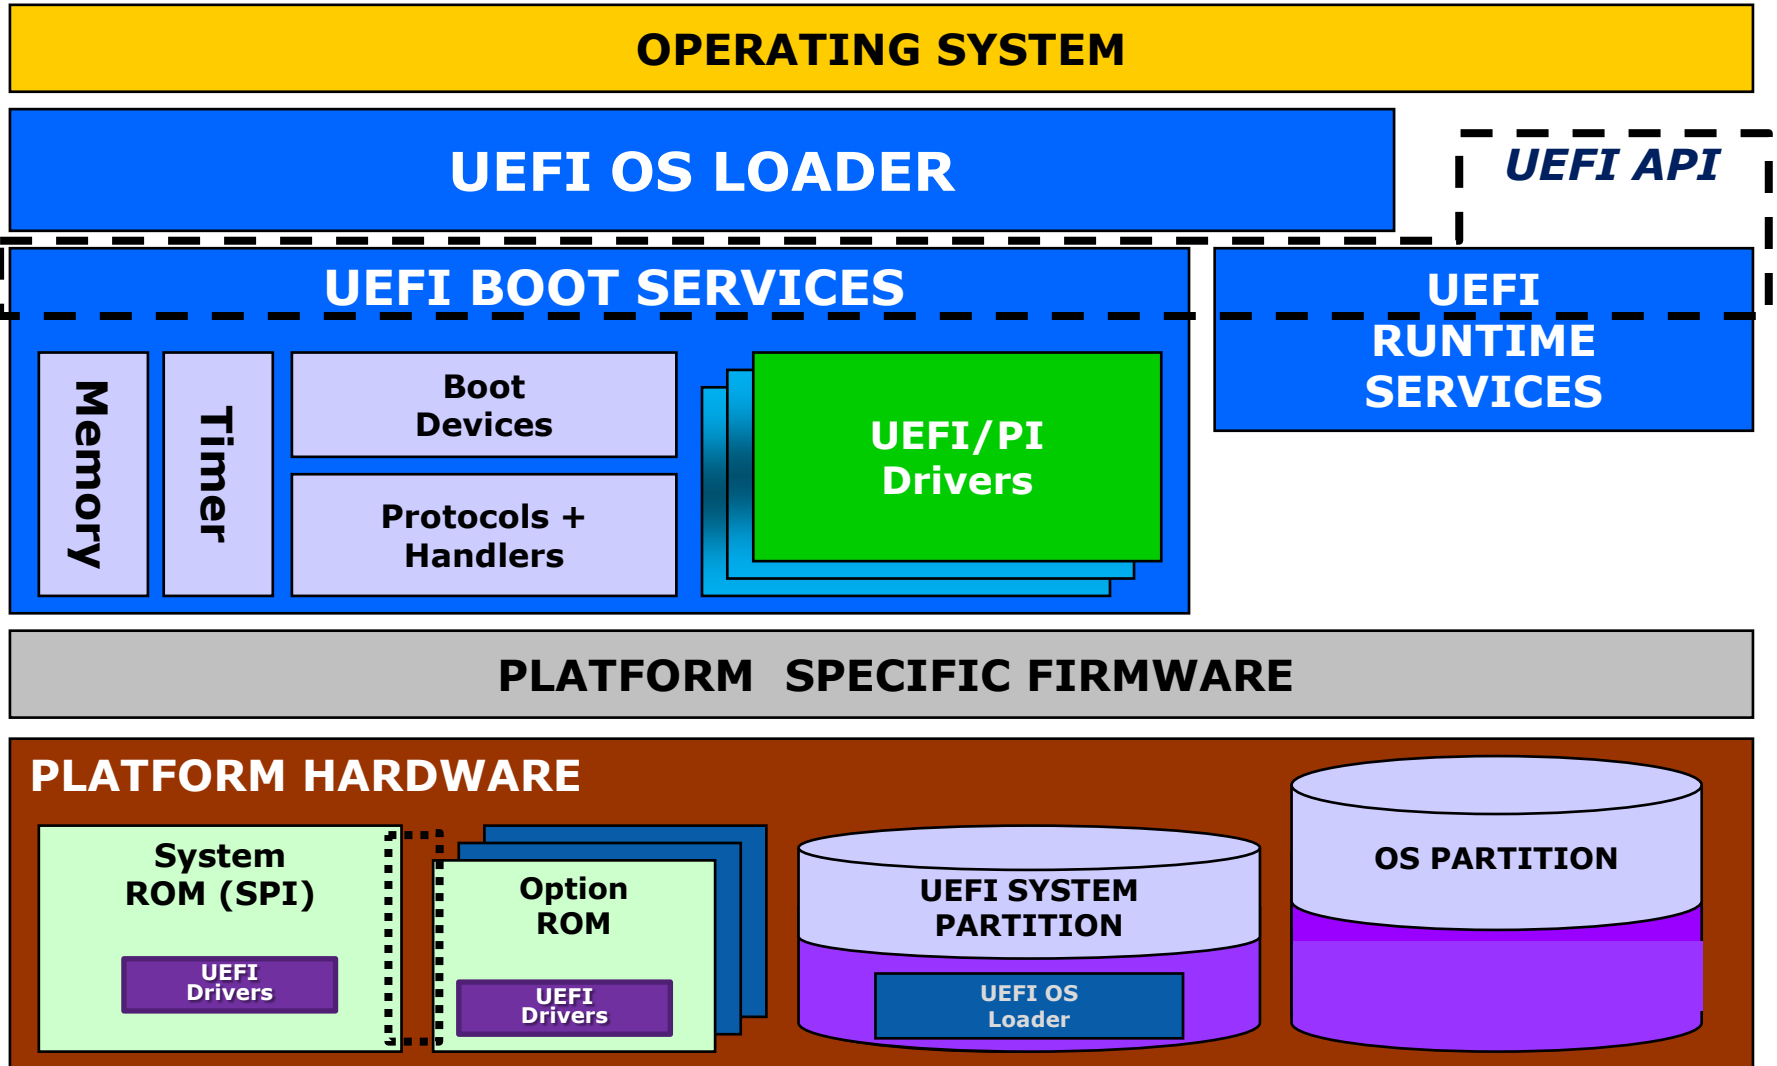 OPERATING SYSTEM
UEFI OS LOADER
UEFI API
UEFI BOOT SERVICES
UEFI
RUNTIME
SERVICES
Memory
Timer
Boot
Devices
Protocols +
Handlers
UEFI/PI
Drivers
PLATFORM SPECIFIC FIRMWARE
PLATFORM HARDWARE
System
ROM (SPI)
UEFI
Drivers
Option
ROM
UEFI
Drivers
UEFI SYSTEM
PARTITION
UEFI OS
Loader
OS PARTITION